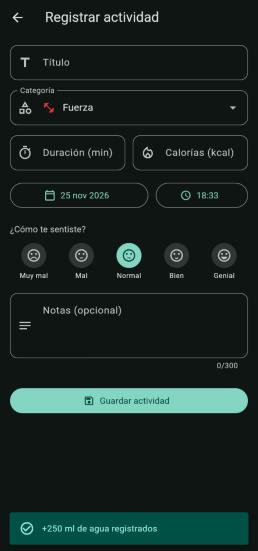 Registrar actividad
Título
Categoría
Fuerza
Duración (min)
Calorías (kcal)
25 nov 2026
18:33
¿Cómo te sentiste?
Muy mal
Mal
Normal
Bien
Genial
Notas (opcional)
0/300
Guardar actividad
+250 ml de agua registrados